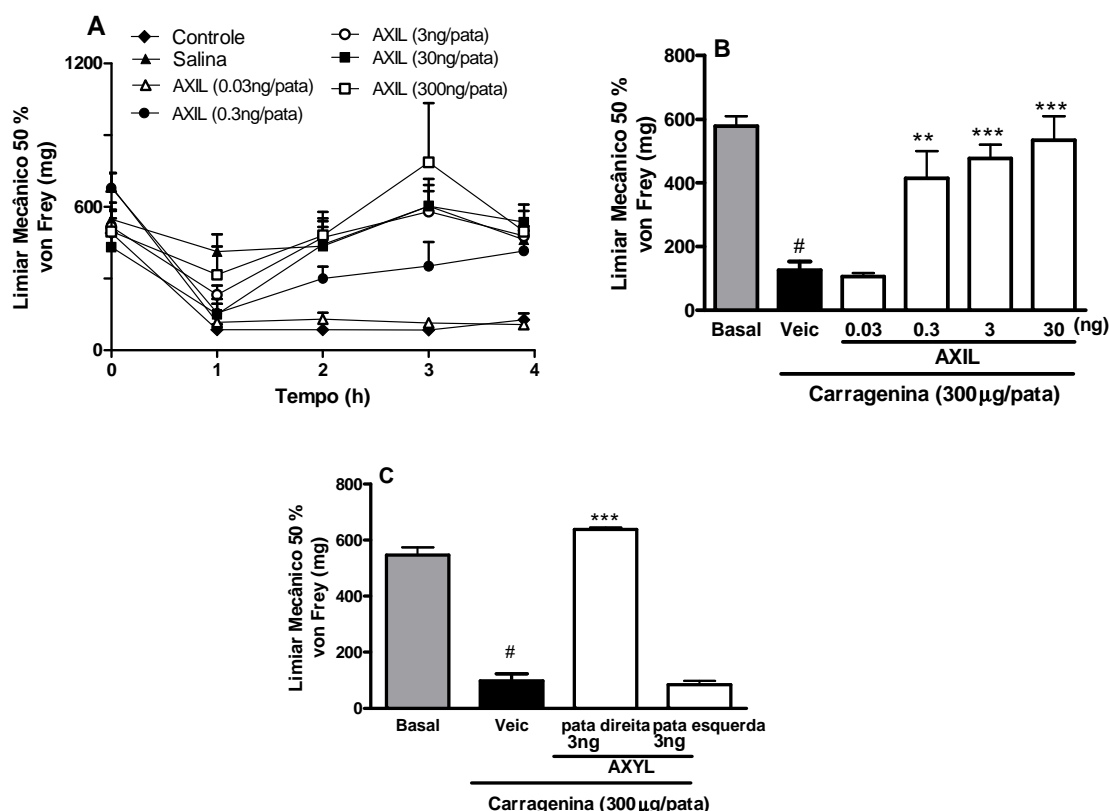 A
Controle
Salina
AXIL (0.03ng/pata)
AXIL (0.3ng/pata)
AXIL (3ng/pata)
AXIL (30ng/pata)
AXIL (300ng/pata)
Limiar Mecânico 50 %
von Frey (mg)
1200
600
0
0 1 2 3 4
Tempo (h)
B
Limiar Mecânico 50 %
von Frey (mg)
800
600
400
200
0
#
**
***
***
Basal Veic 0.03 0.3 3 30 (ng)
AXIL
Carragenina (300µg/pata)
C
Limiar Mecânico 50 %
von Frey (mg)
800
600
400
200
0
#
***
Basal Veic pata direita pata esquerda
3ng 3ng
AXYL
Carragenina (300µg/pata)